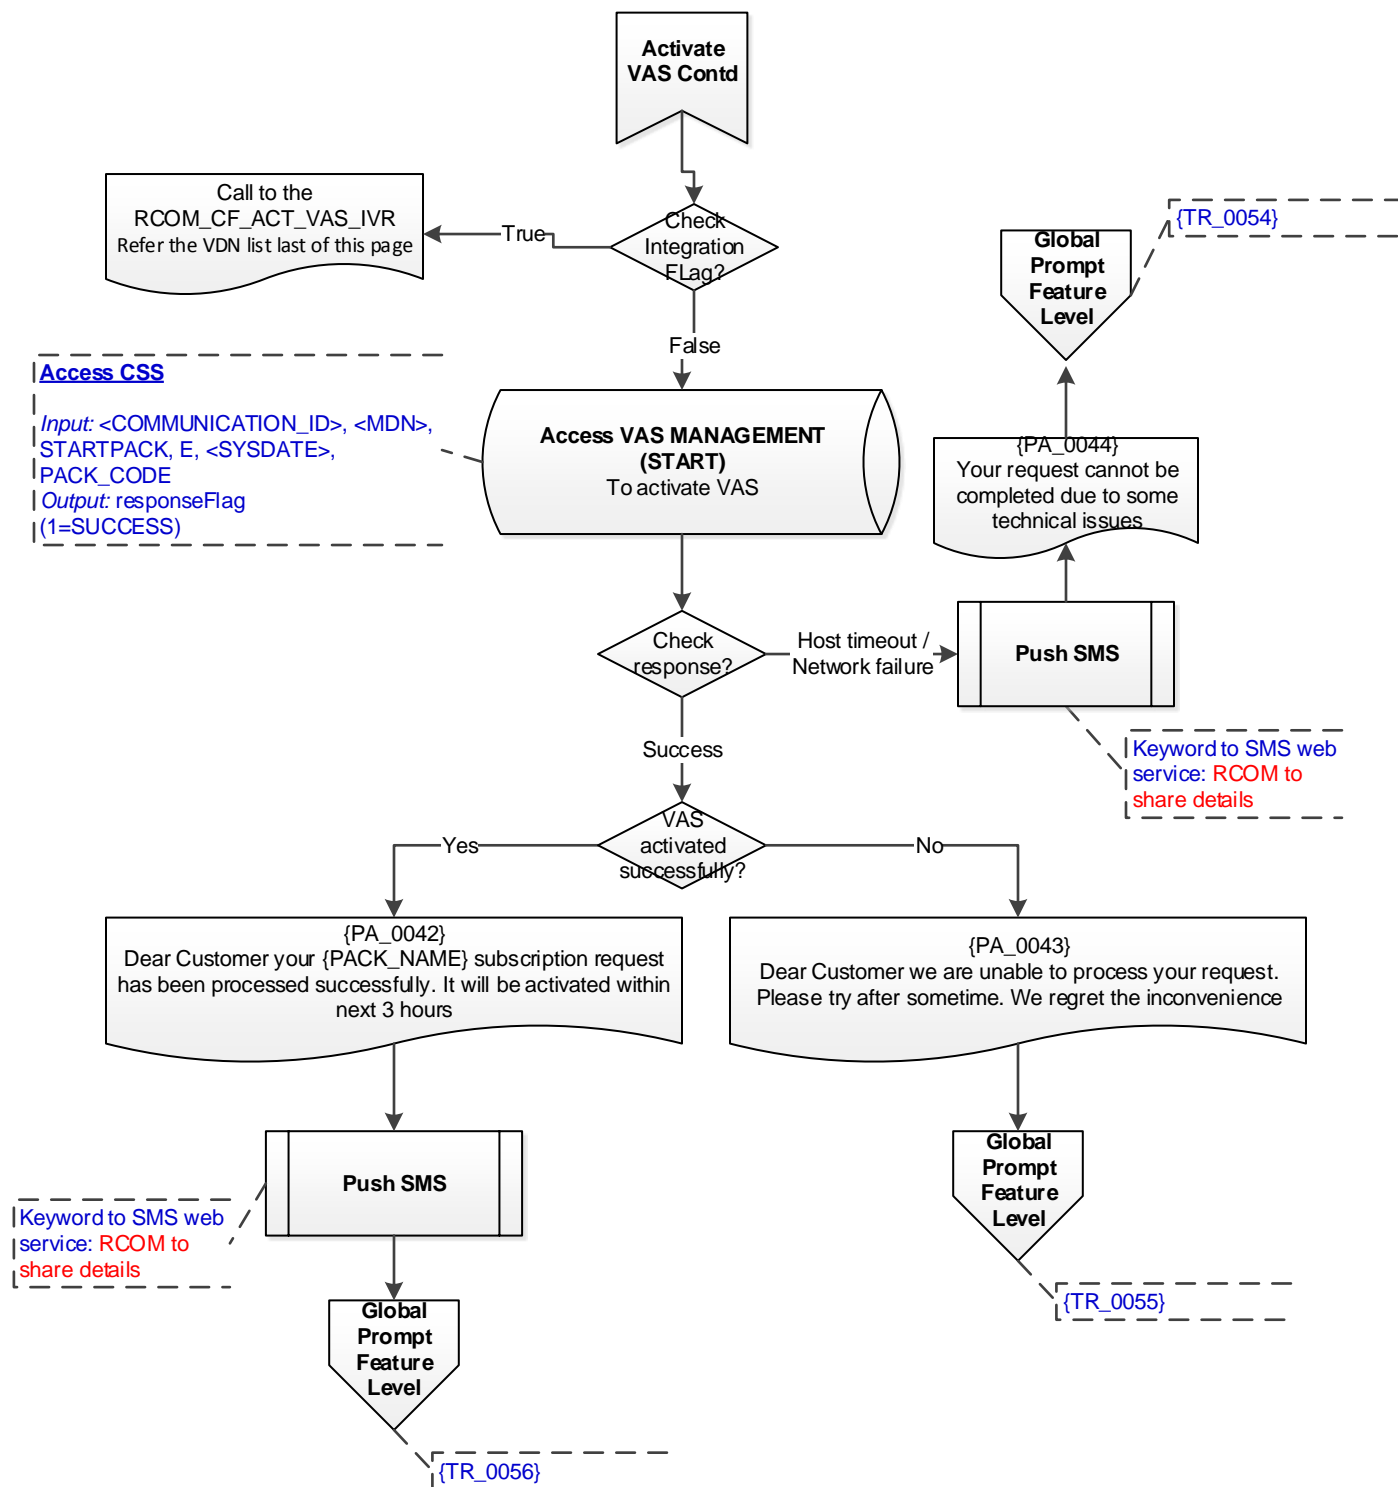 Activate
VAS Contd
Call to the
RCOM_CF_ACT_VAS_IVR
Refer the VDN list last of this page
True
Check
Integration
FLag?
{TR_0054}
Global
Prompt
Feature
Level
False
Access CSS
Input: <COMMUNICATION_ID>, <MDN>,
STARTPACK, E, <SYSDATE>,
PACK_CODE
Output: responseFlag
(1=SUCCESS)
Access VAS MANAGEMENT
(START)
To activate VAS
{PA_0044}
Your request cannot be
completed due to some
technical issues
Check
response?
Host timeout /
Network failure
Push SMS
Keyword to SMS web
service: RCOM to
share details
Success
VAS
activated
successfully?
Yes
No
{PA_0042}
Dear Customer your {PACK_NAME} subscription request
has been processed successfully. It will be activated within
next 3 hours
{PA_0043}
Dear Customer we are unable to process your request.
Please try after sometime. We regret the inconvenience
Push SMS
Keyword to SMS web
service: RCOM to
share details
Global
Prompt
Feature
Level
{TR_0055}
Global
Prompt
Feature
Level
{TR_0056}